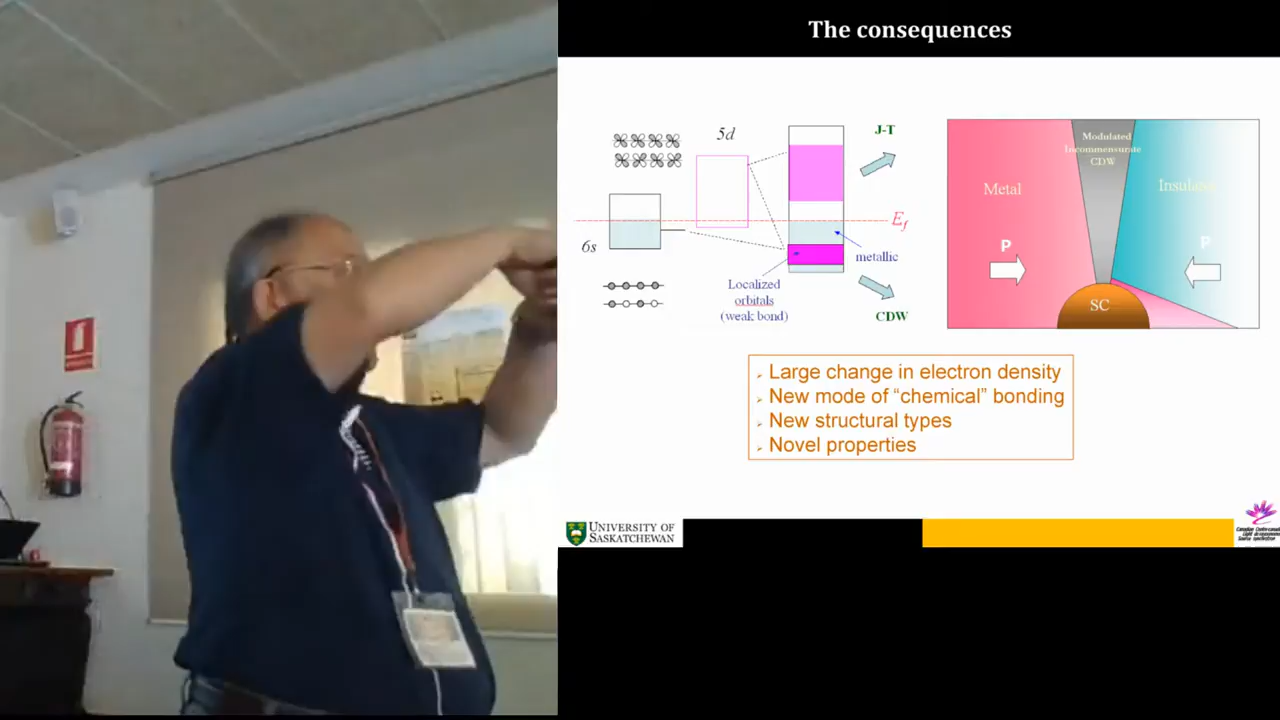 The consequences
5d
6s
J-T
Ef
metallic
Localized
orbitals
(weak bond)
CDW
Modulated
Incommensurate
CDW
Metal
P
P
SC
Large change in electron density
New mode of “chemical” bonding
New structural types
Novel properties
UNIVERSITY OF
SASKATCHEWAN